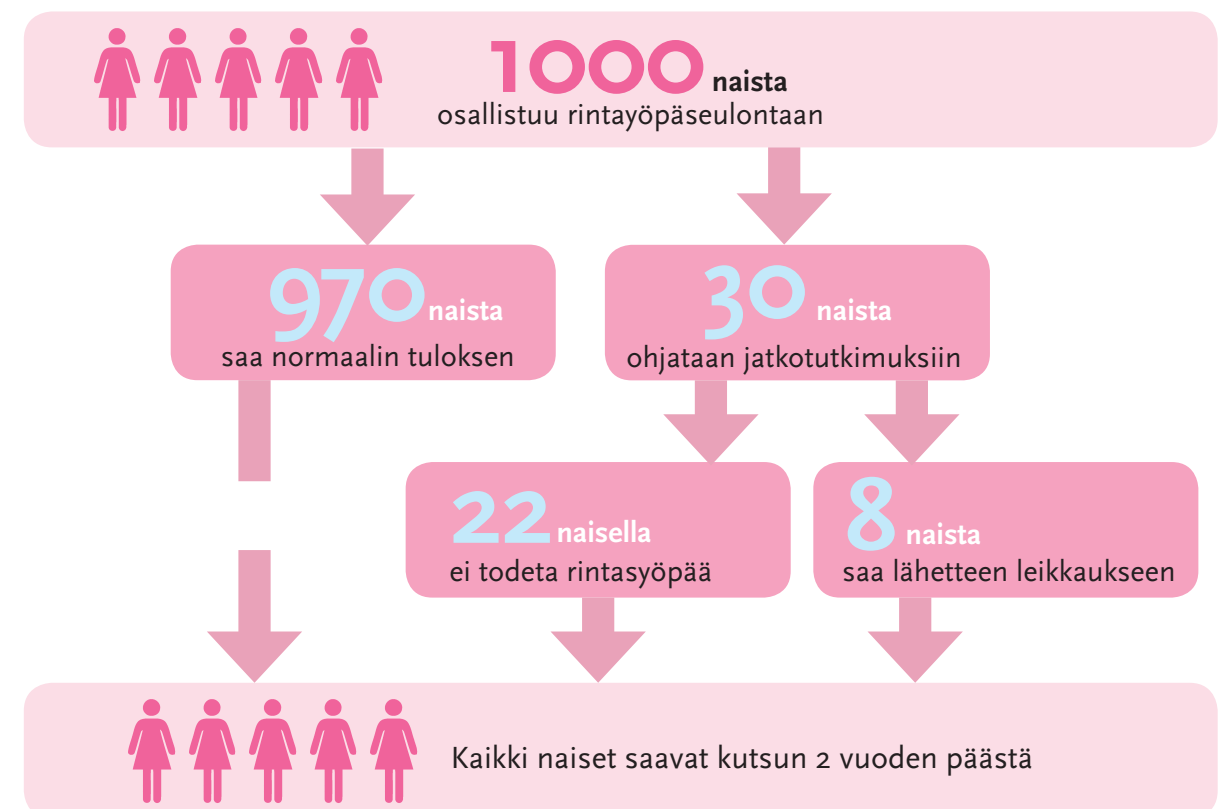 1000 naista
osallistuu rintayöpäseulontaan
970 naista
saa normaalin tuloksen
30 naista
ohjataan jatkotutkimuksiin
22 naisella
ei todeta rintasyöpää
8 naista
saa lähetteen leikkaukseen
Kaikki naiset saavat kutsun 2 vuoden päästä